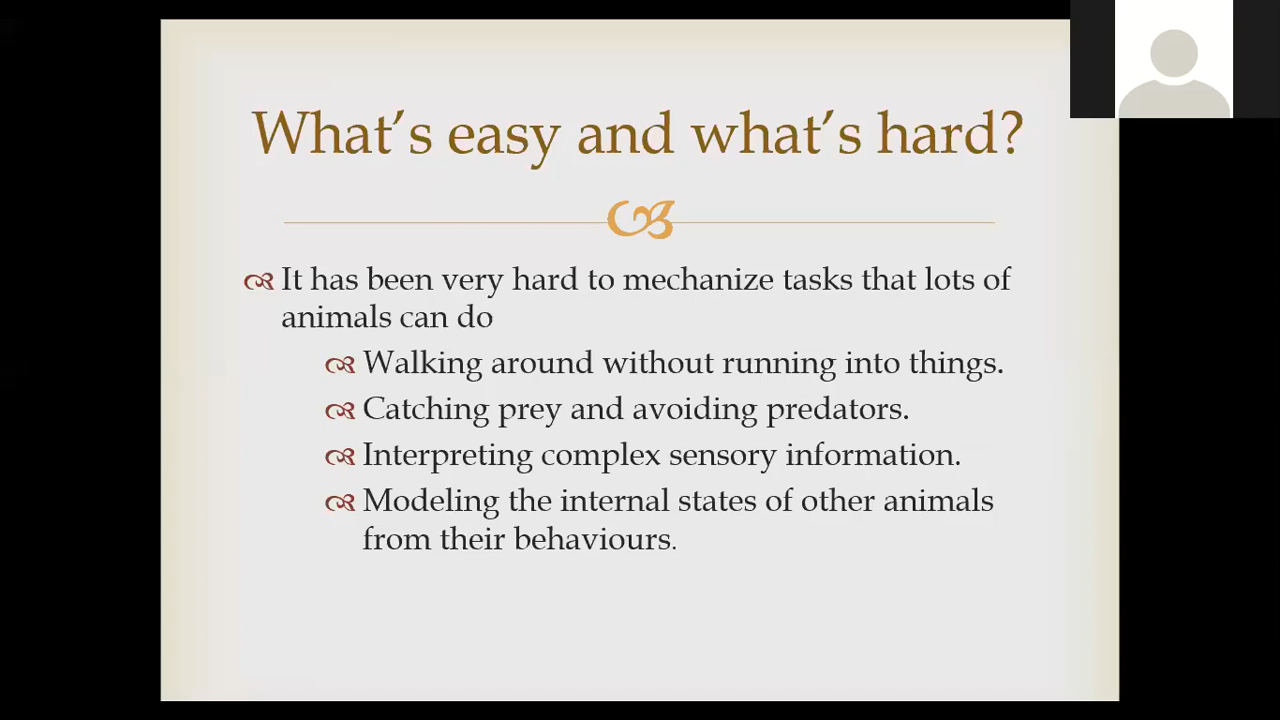 What's easy and what's hard?
It has been very hard to mechanize tasks that lots of
animals can do
Walking around without running into things.
Catching prey and avoiding predators.
Interpreting complex sensory information.
Modeling the internal states of other animals
from their behaviours.